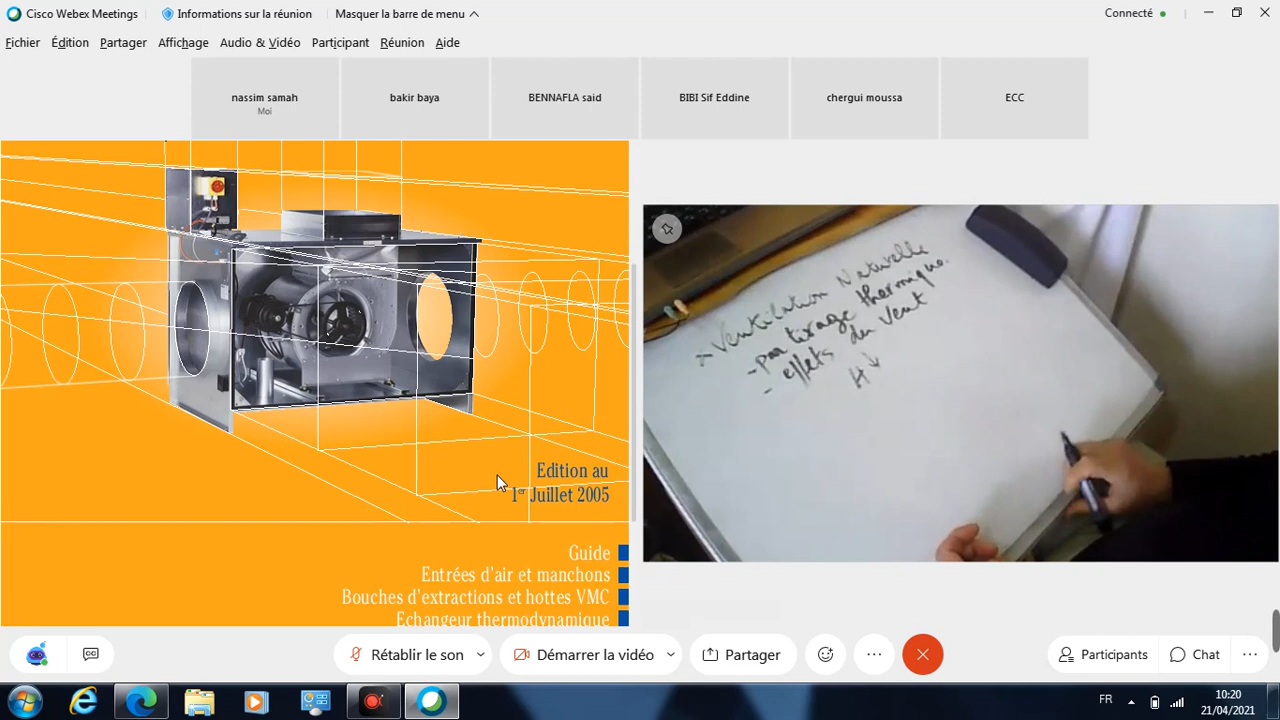 Cisco Webex Meetings
Informations sur la réunion
Masquer la barre de menu
Connecté
Fichier Édition Partager Affichage Audio & Vidéo Participant Réunion Aide
nassim samah
Moi
bakir baya
BENNAFLA said
BIBI Sif Eddine
chergui moussa
ECC
Edition au
1er Juillet 2005
Guide
Entrées d'air et manchons
Bouches d'extractions et hottes VMC
Echangeur thermodynamique
x Ventilation Naturelle
- Par tirage thermique.
- effets du vent
H↓
Rétablir le son
Démarrer la vidéo
Partager
Participants
Chat
FR
10:20
21/04/2021